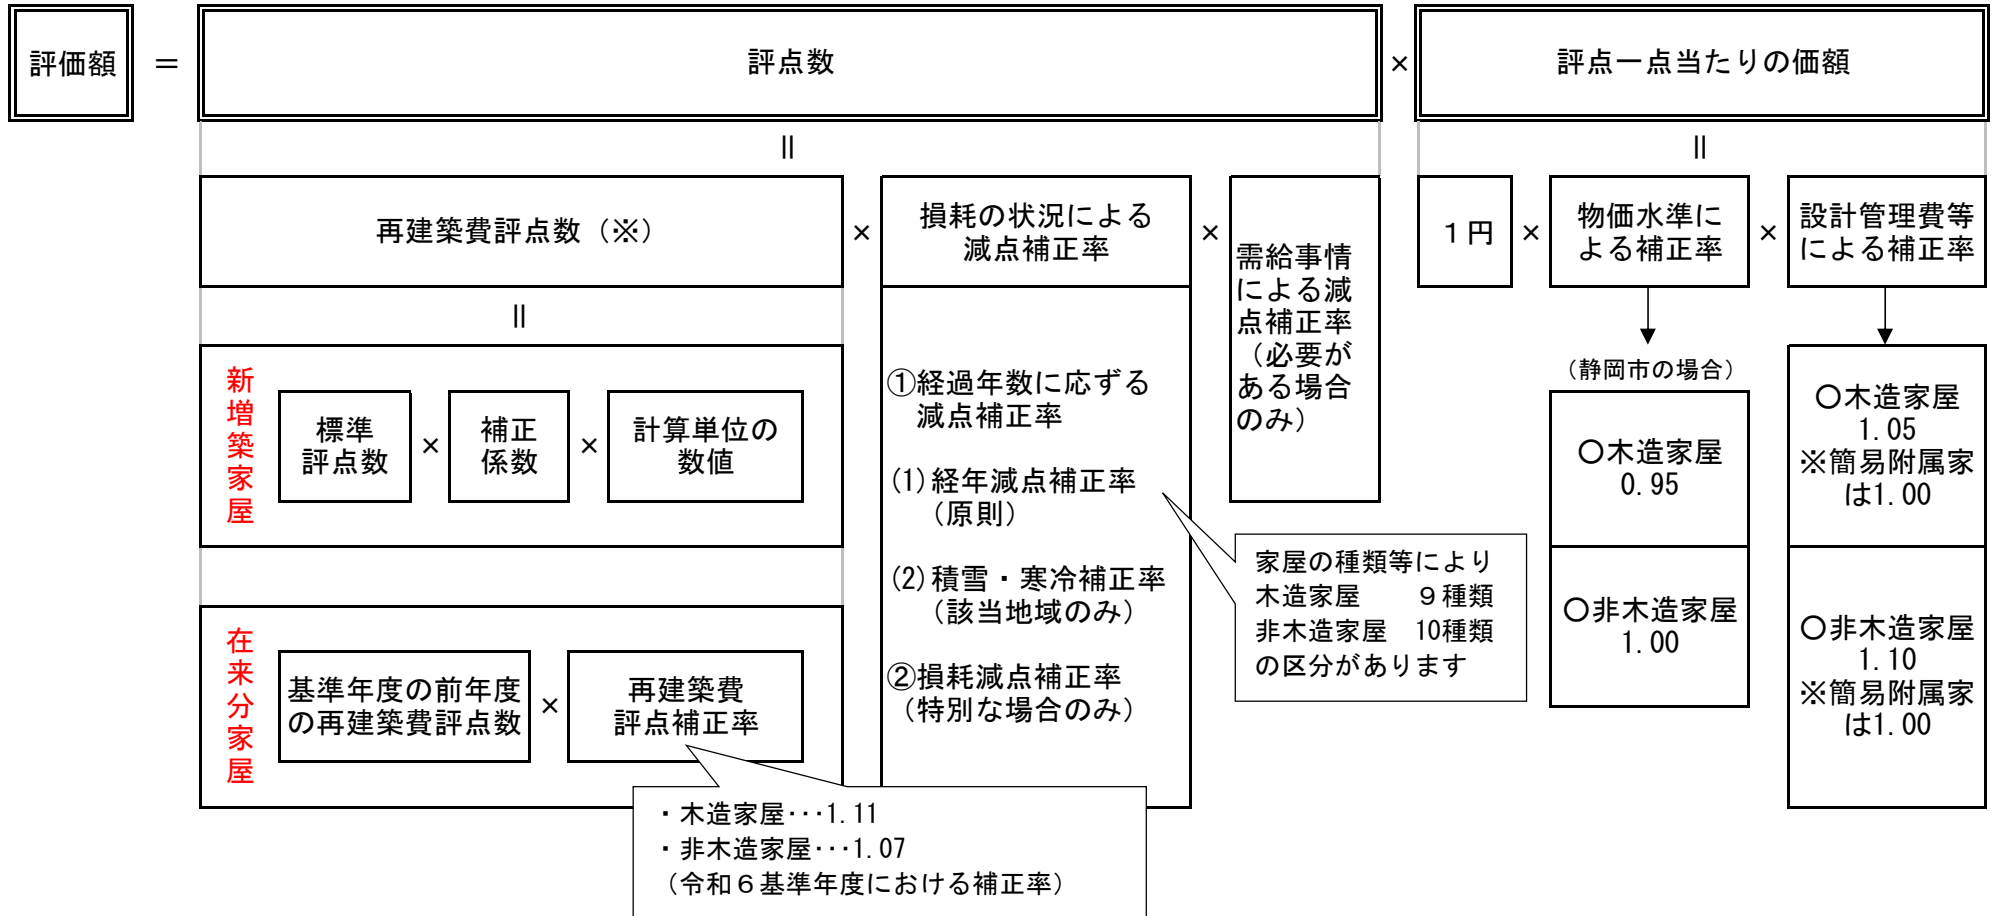 評価額
＝
評点数
×
評点一点当たりの価額
＝
＝
再建築費評点数（※）
×
損耗の状況による
減点補正率
×
需給事情
による減
点補正率
（必要が
ある場合
のみ）
１円
×
物価水準に
よる補正率
×
設計管理費等
による補正率
＝
新増築家屋
標準
評点数
×
補正
係数
×
計算単位の
数値
①経過年数に応ずる
減点補正率
(1)経年減点補正率
（原則）
(2)積雪・寒冷補正率
（該当地域のみ）
②損耗減点補正率
（特別な場合のみ）
家屋の種類等により
木造家屋　　９種類
非木造家屋　10種類
の区分があります
（静岡市の場合）
〇木造家屋
0.95
〇非木造家屋
1.00
〇木造家屋
1.05
※簡易附属家
は1.00
〇非木造家屋
1.10
※簡易附属家
は1.00
在来分家屋
基準年度の前年度
の再建築費評点数
×
再建築費
評点補正率
・木造家屋･･･1.11
・非木造家屋･･･1.07
（令和６基準年度における補正率）